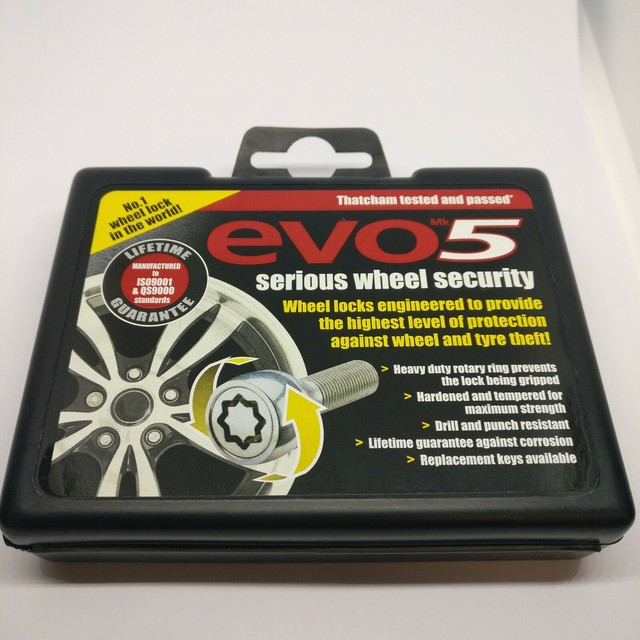 No.1
wheel lock
in the world!
Thatcham tested and passed*
evo Mk 5
serious wheel security
LIFETIME
MANUFACTURED
to
ISO9001
& QS9000
standards
GUARANTEE
Wheel locks engineered to provide
the highest level of protection
against wheel and tyre theft!
> Heavy duty rotary ring prevents
the lock being gripped
> Hardened and tempered for
maximum strength
> Drill and punch resistant
> Lifetime guarantee against corrosion
> Replacement keys available